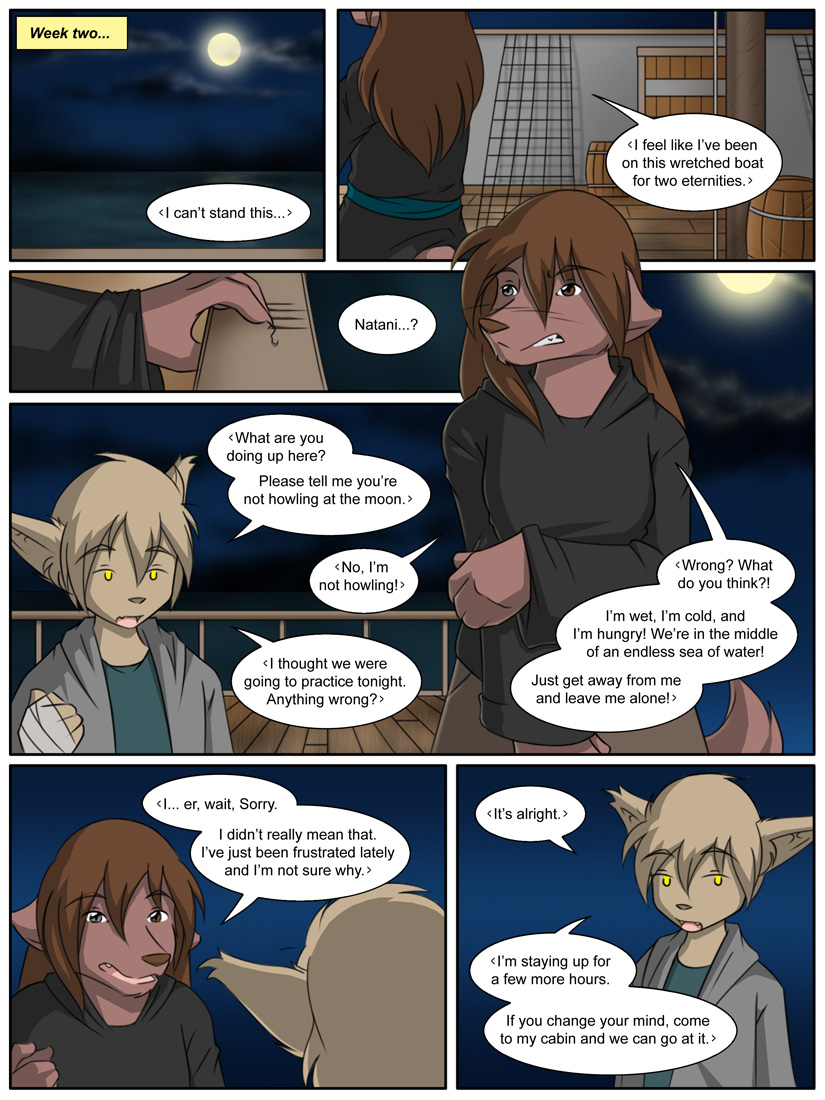 Week two...
‹I can't stand this...›
‹I feel like I've been
on this wretched boat
for two eternities.›
Natani...?
‹What are you
doing up here?
Please tell me you're
not howling at the moon.›
‹No, I'm
not howling!›
‹I thought we were
going to practice tonight.
Anything wrong?›
‹Wrong? What
do you think?!
I'm wet, I'm cold, and
I'm hungry! We're in the middle
of an endless sea of water!
Just get away from me
and leave me alone!›
‹I... er, wait, Sorry.
I didn't really mean that.
I've just been frustrated lately
and I'm not sure why.›
‹It's alright.›
‹I'm staying up for
a few more hours.
If you change your mind, come
to my cabin and we can go at it.›